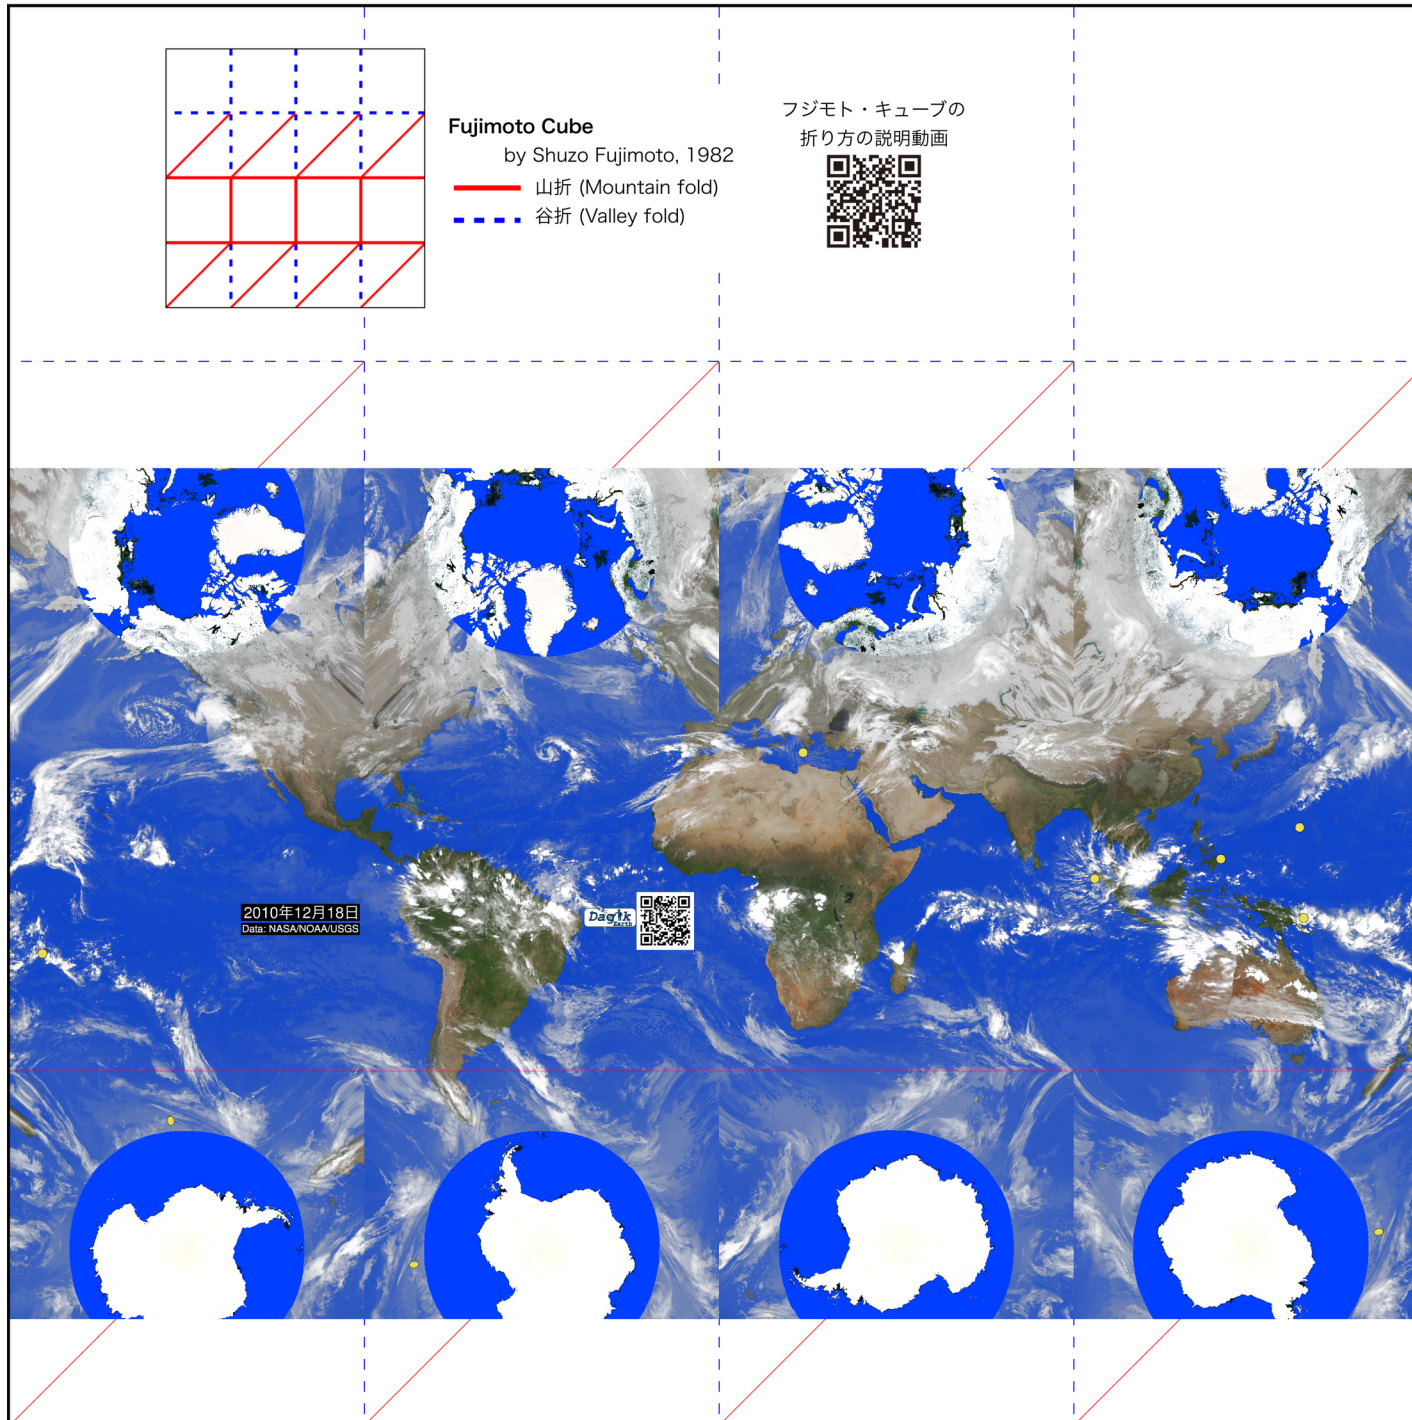 Fujimoto Cube
by Shuzo Fujimoto, 1982
山折 (Mountain fold)
谷折 (Valley fold)
フジモト・キューブの
折り方の説明動画
2010年12月18日
Data: NASA/NOAA/USGS
Dagik
Earth